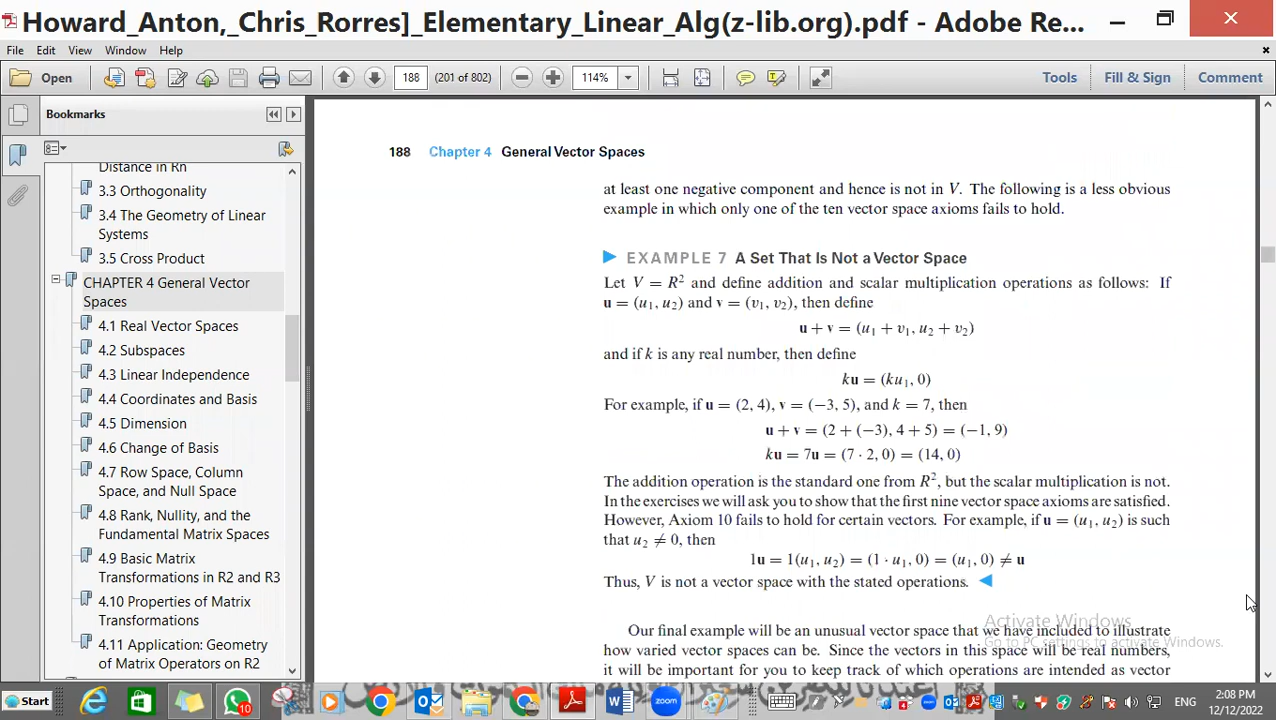 Howard_Anton,_Chris_Rorres]_Elementary_Linear_Alg(z-lib.org).pdf - Adobe Re...
File Edit View Window Help
Open 188 (201 of 802) 114% Tools Fill & Sign Comment
Bookmarks
Distance in Rn
3.3 Orthogonality
3.4 The Geometry of Linear
Systems
3.5 Cross Product
CHAPTER 4 General Vector
Spaces
4.1 Real Vector Spaces
4.2 Subspaces
4.3 Linear Independence
4.4 Coordinates and Basis
4.5 Dimension
4.6 Change of Basis
4.7 Row Space, Column
Space, and Null Space
4.8 Rank, Nullity, and the
Fundamental Matrix Spaces
4.9 Basic Matrix
Transformations in R2 and R3
4.10 Properties of Matrix
Transformations
4.11 Application: Geometry
of Matrix Operators on R2
188 Chapter 4 General Vector Spaces
at least one negative component and hence is not in V. The following is a less obvious
example in which only one of the ten vector space axioms fails to hold.
EXAMPLE 7 A Set That Is Not a Vector Space
Let V = R² and define addition and scalar multiplication operations as follows: If
u = (u₁, u₂) and v = (v₁, v₂), then define
u + v = (u₁ + v₁, u₂ + v₂)
and if k is any real number, then define
ku = (ku₁, 0)
For example, if u = (2, 4), v = (−3, 5), and k = 7, then
u + v = (2 + (−3), 4 + 5) = (−1, 9)
ku = 7u = (7 · 2, 0) = (14, 0)
The addition operation is the standard one from R², but the scalar multiplication is not.
In the exercises we will ask you to show that the first nine vector space axioms are satisfied.
However, Axiom 10 fails to hold for certain vectors. For example, if u = (u₁, u₂) is such
that u₂ ≠ 0, then
1u = 1(u₁, u₂) = (1 · u₁, 0) = (u₁, 0) ≠ u
Thus, V is not a vector space with the stated operations.
Our final example will be an unusual vector space that we have included to illustrate
how varied vector spaces can be. Since the vectors in this space will be real numbers,
it will be important for you to keep track of which operations are intended as vector
Activate Windows
Go to PC settings to activate Windows.
Start 10 zoom ENG 2:08 PM
12/12/2022